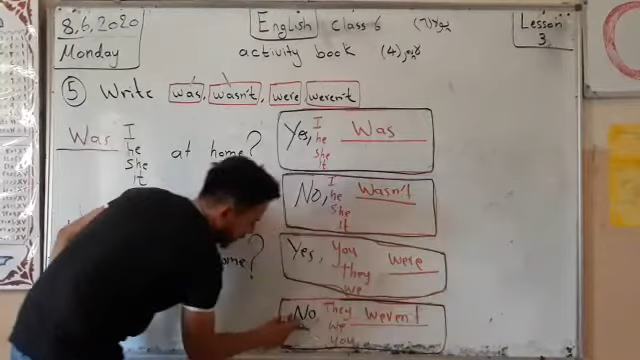 8,6,2020
Monday
English Class 6
activity book (4)
Lesson
3
5 Write was, wasn't, were, weren't
Was I he she it at home?
Yes, I he she it Was
No, I he she it Wasn't
Yes, you they we were
No They we you weren't